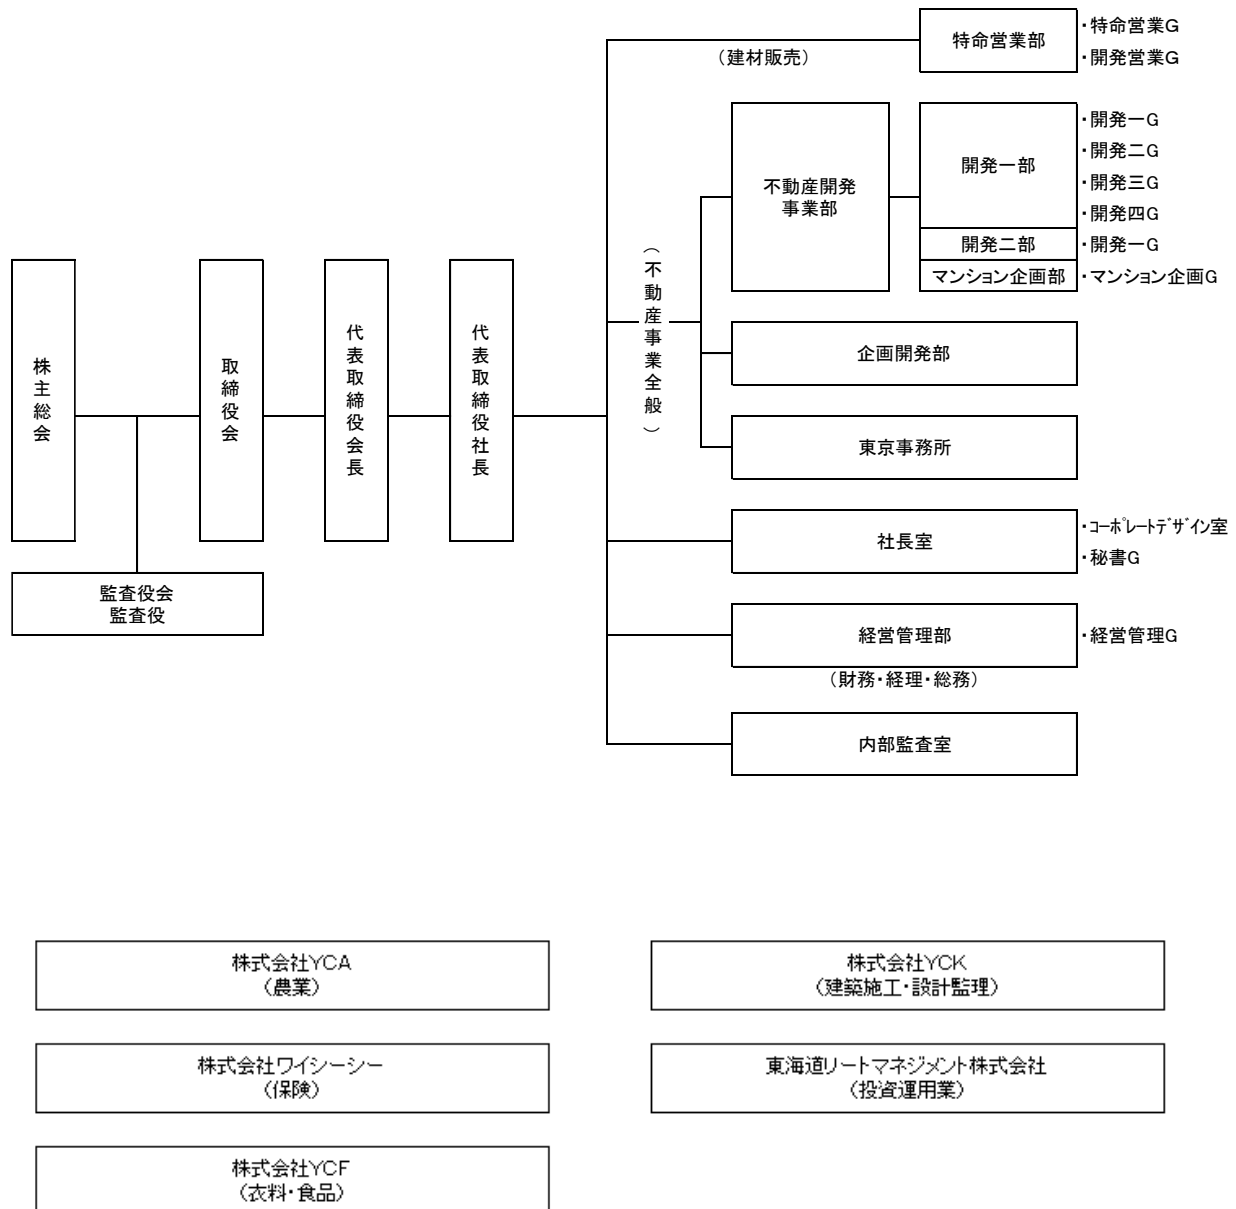 特命営業部
・特命営業G
・開発営業G
（建材販売）
不動産開発
事業部
開発一部
・開発一G
・開発二G
・開発三G
・開発四G
開発二部
・開発一G
マンション企画部
・マンション企画G
（不動産事業全般）
企画開発部
東京事務所
株主総会
取締役会
代表取締役会長
代表取締役社長
監査役会
監査役
社長室
・ｺｰﾎﾟﾚｰﾄﾃﾞｻﾞｲﾝ室
・秘書G
経営管理部
・経営管理G
（財務・経理・総務）
内部監査室
株式会社YCA
（農業）
株式会社YCK
（建築施工・設計監理）
株式会社ワイシーシー
（保険）
東海道リートマネジメント株式会社
（投資運用業）
株式会社YCF
（衣料・食品）